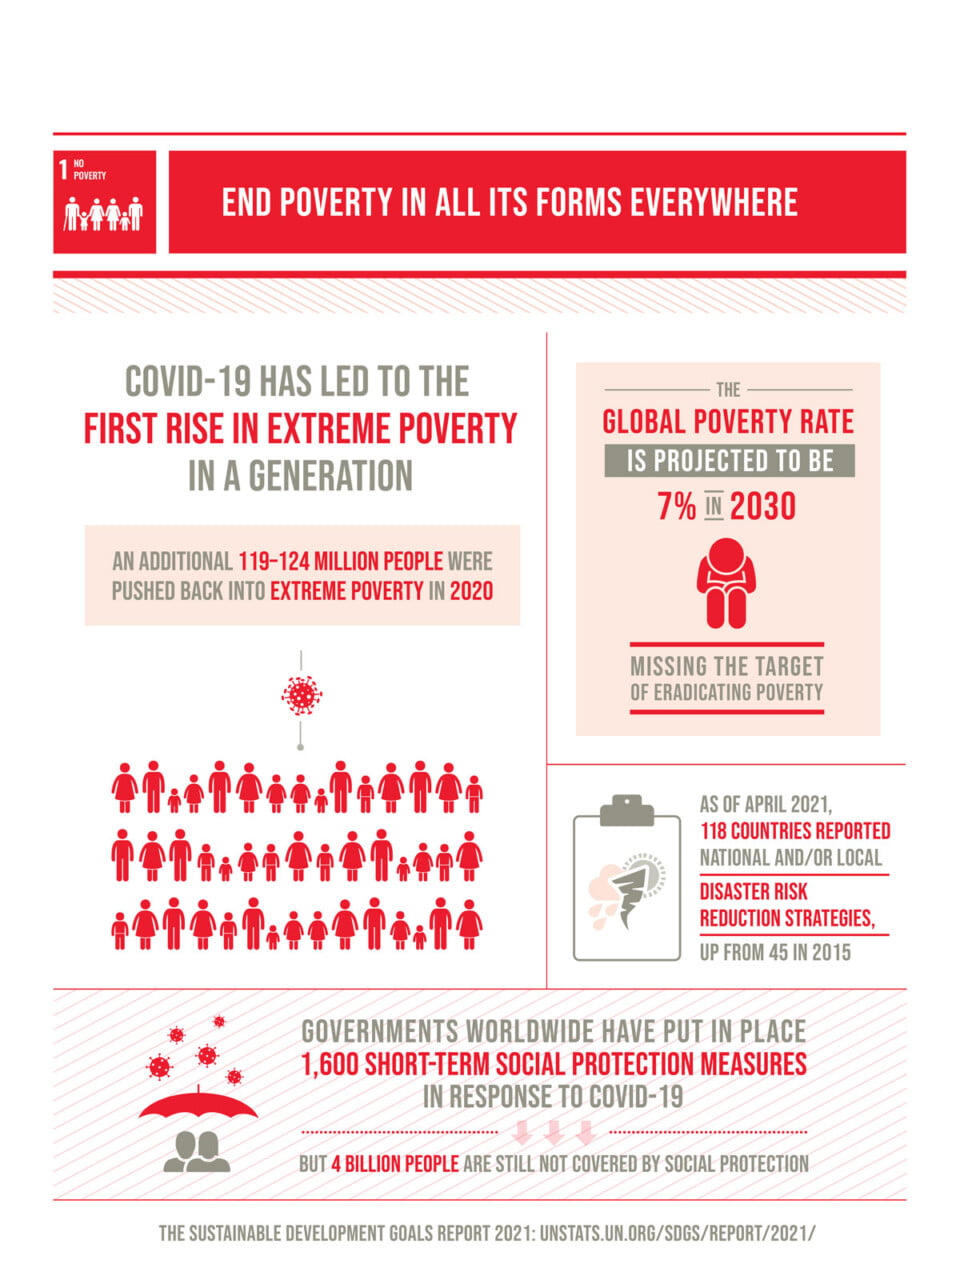 1 NO
POVERTY
END POVERTY IN ALL ITS FORMS EVERYWHERE
COVID-19 HAS LED TO THE
FIRST RISE IN EXTREME POVERTY
IN A GENERATION
AN ADDITIONAL 119-124 MILLION PEOPLE WERE
PUSHED BACK INTO EXTREME POVERTY IN 2020
THE
GLOBAL POVERTY RATE
IS PROJECTED TO BE
7% IN 2030
MISSING THE TARGET
OF ERADICATING POVERTY
AS OF APRIL 2021,
118 COUNTRIES REPORTED
NATIONAL AND/OR LOCAL
DISASTER RISK
REDUCTION STRATEGIES,
UP FROM 45 IN 2015
GOVERNMENTS WORLDWIDE HAVE PUT IN PLACE
1,600 SHORT-TERM SOCIAL PROTECTION MEASURES
IN RESPONSE TO COVID-19
BUT 4 BILLION PEOPLE ARE STILL NOT COVERED BY SOCIAL PROTECTION
THE SUSTAINABLE DEVELOPMENT GOALS REPORT 2021: UNSTATS.UN.ORG/SDGS/REPORT/2021/